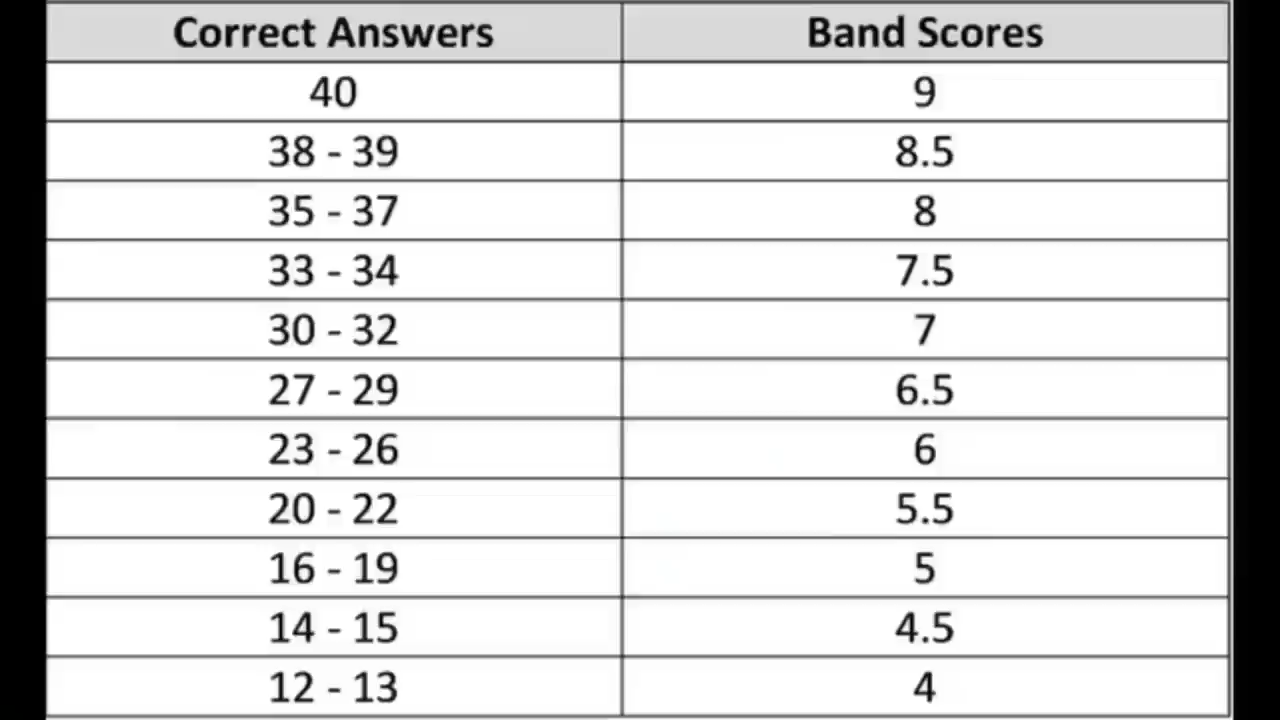 Correct Answers Band Scores
40 9
38 - 39 8.5
35 - 37 8
33 - 34 7.5
30 - 32 7
27 - 29 6.5
23 - 26 6
20 - 22 5.5
16 - 19 5
14 - 15 4.5
12 - 13 4